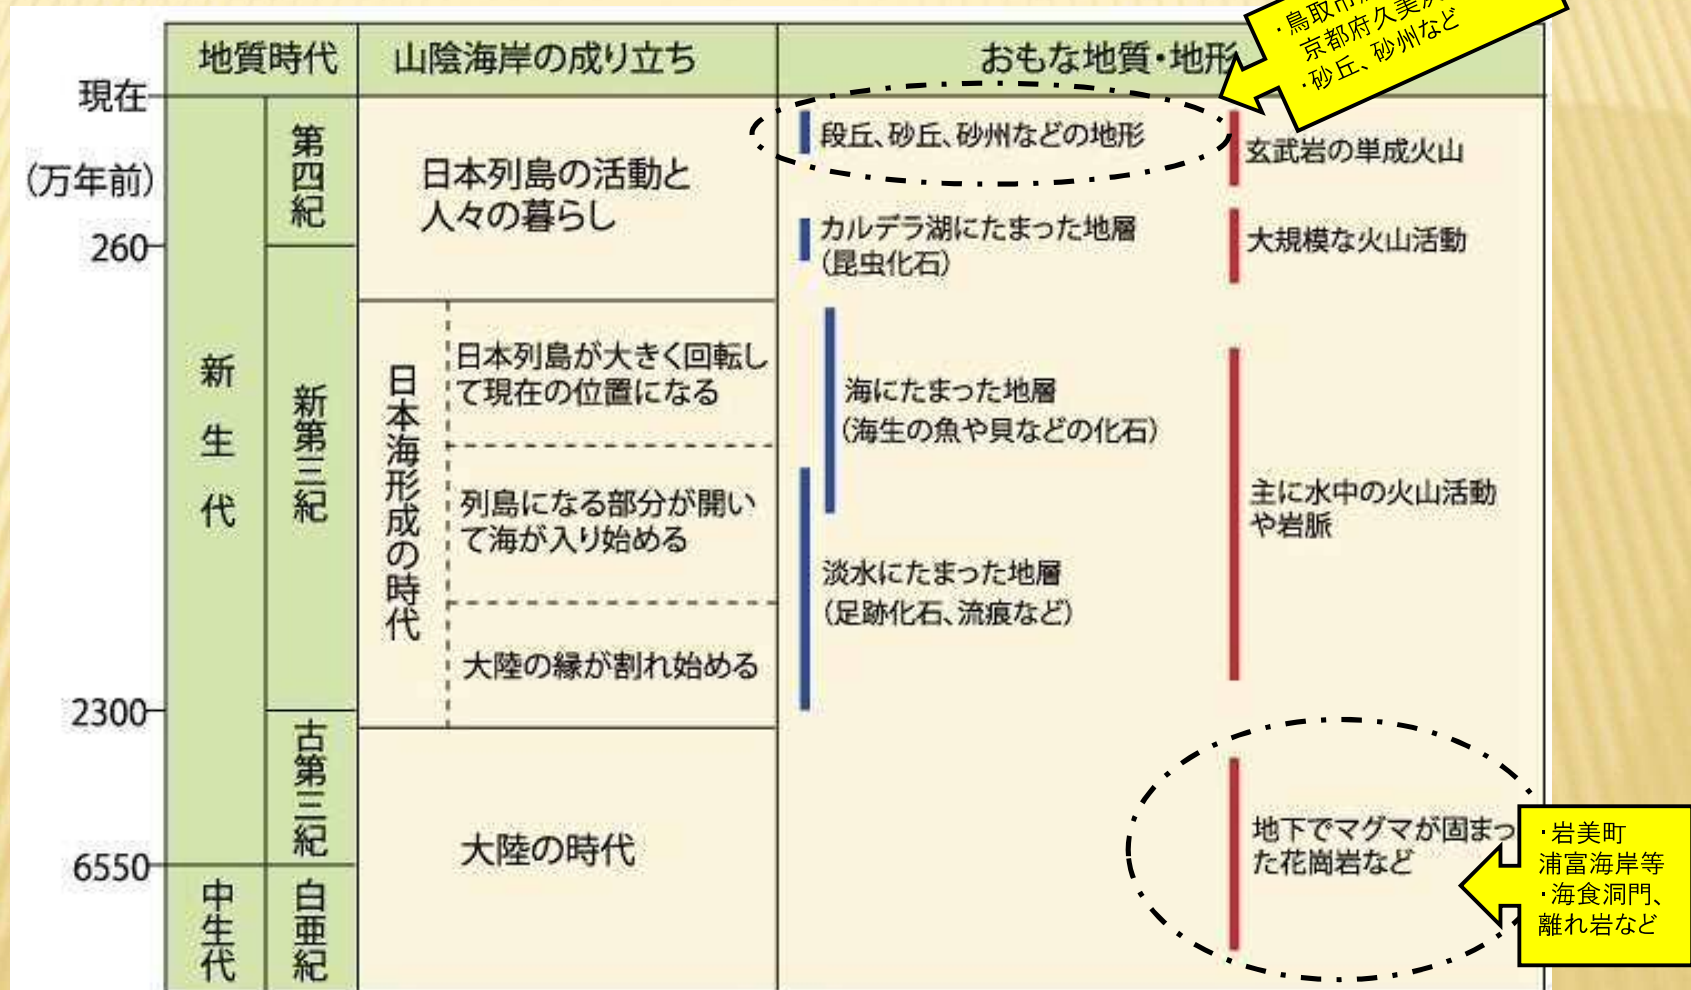 ・鳥取市
京都府久美
・砂丘、砂州など
地質時代
山陰海岸の成り立ち
おもな地質・地形
現在
(万年前)
260
2300
6550
新生代
中生代
第四紀
新第三紀
古第三紀
白亜紀
日本列島の活動と
人々の暮らし
日本海形成の時代
日本列島が大きく回転し
て現在の位置になる
列島になる部分が開い
て海が入り始める
大陸の縁が割れ始める
大陸の時代
段丘、砂丘、砂州などの地形
カルデラ湖にたまった地層
(昆虫化石)
海にたまった地層
(海生の魚や貝などの化石)
淡水にたまった地層
(足跡化石、流痕など)
玄武岩の単成火山
大規模な火山活動
主に水中の火山活動
や岩脈
地下でマグマが固まっ
た花崗岩など
・岩美町
浦富海岸等
・海食洞門、
離れ岩など